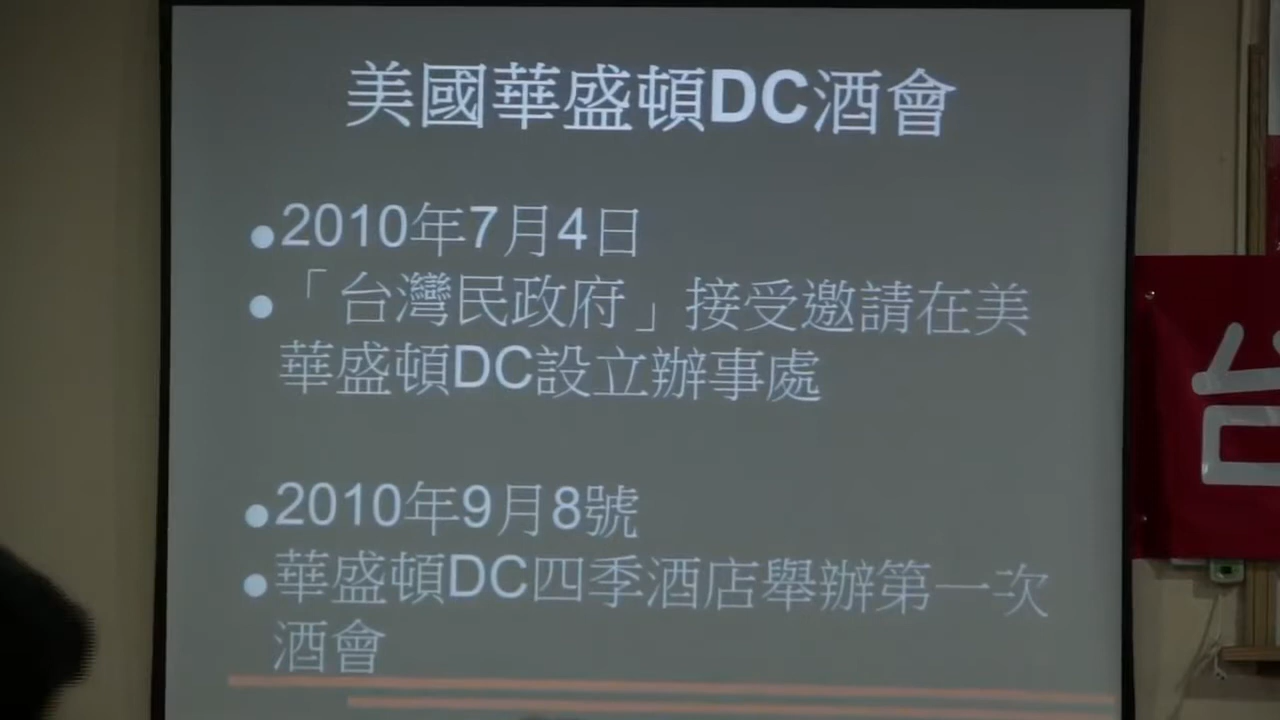 美國華盛頓DC酒會
●2010年7月4日
●「台灣民政府」接受邀請在美
華盛頓DC設立辦事處
●2010年9月8號
●華盛頓DC四季酒店舉辦第一次
酒會
台